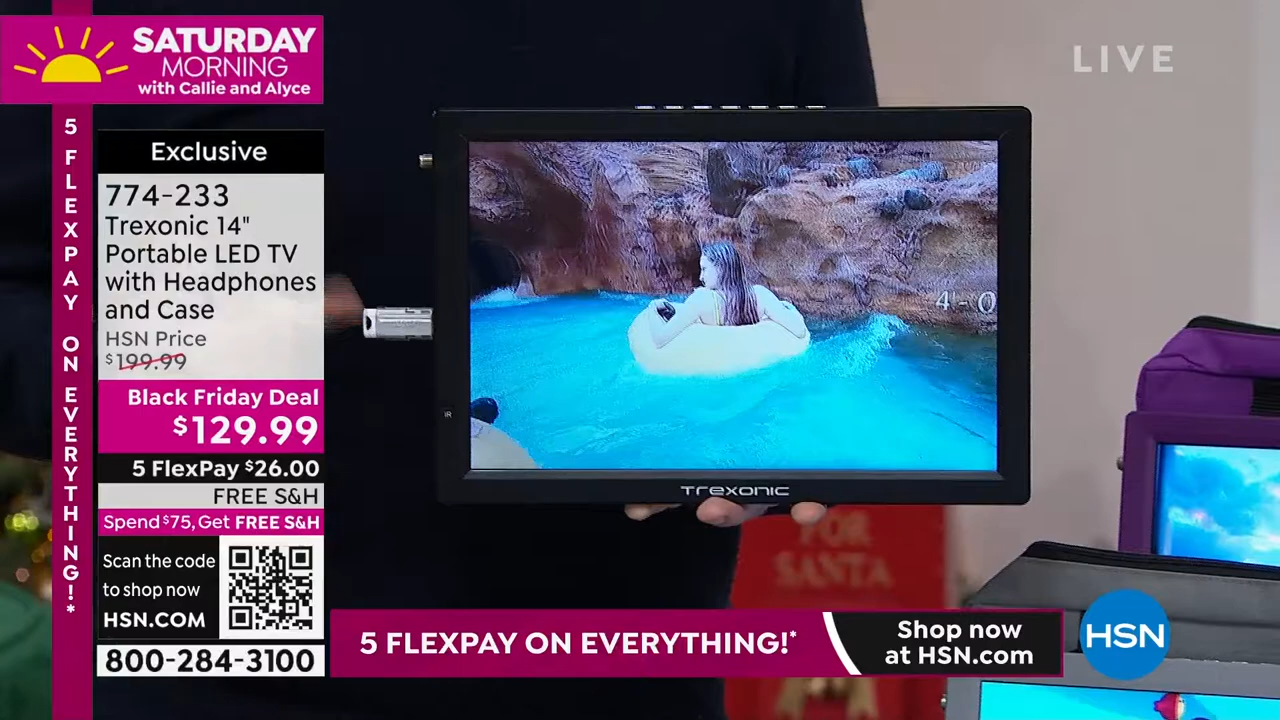 SATURDAY
MORNING
with Callie and Alyce
LIVE
5 FLEXPAY ON EVERYTHING!*
Exclusive
774-233
Trexonic 14"
Portable LED TV
with Headphones
and Case
HSN Price
$199.99
Black Friday Deal
$129.99
5 FlexPay $26.00
FREE S&H
Spend $75, Get FREE S&H
Scan the code
to shop now
HSN.COM
800-284-3100
4-0
IR
Trexonic
FOR
SANTA
5 FLEXPAY ON EVERYTHING!*
Shop now
at HSN.com
HSN